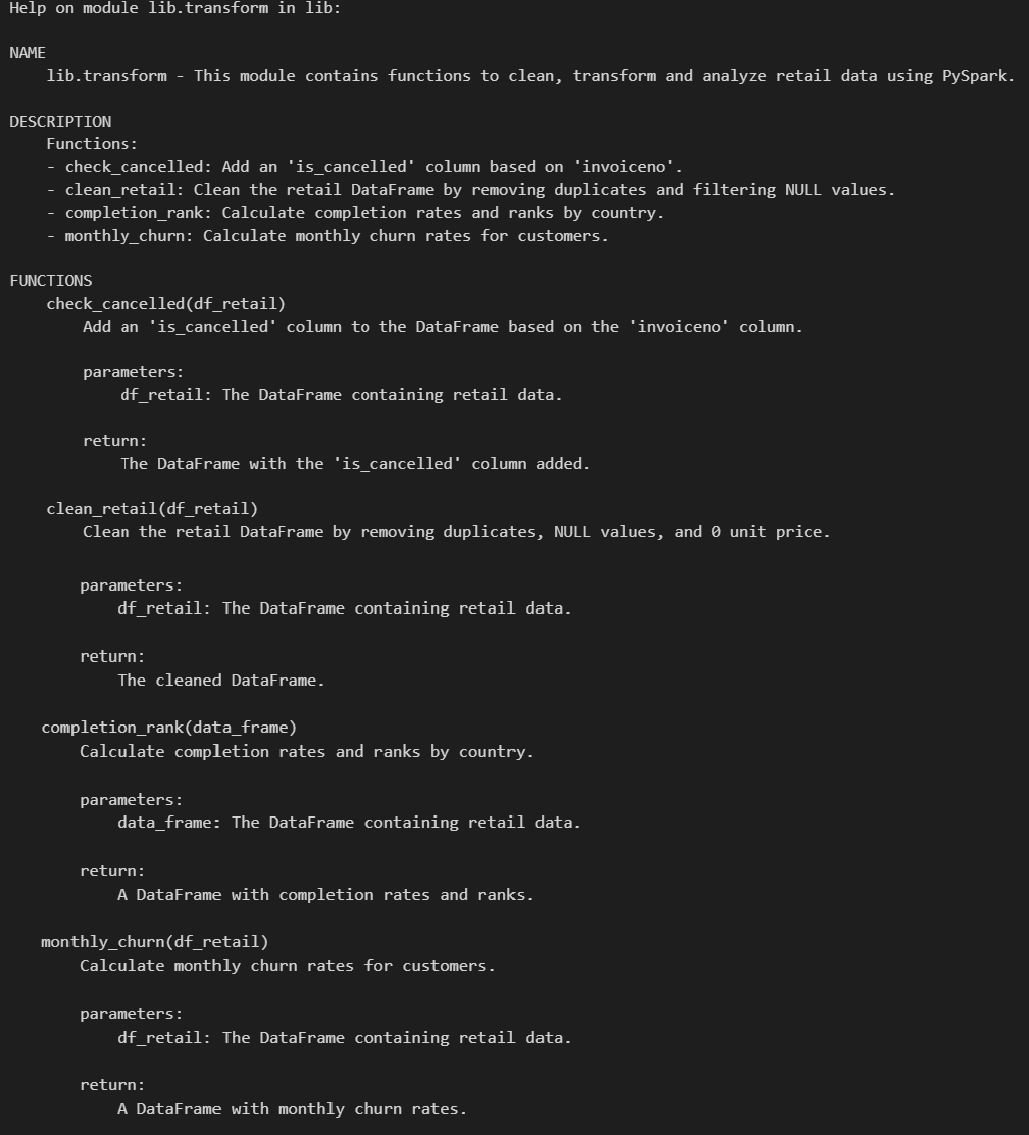 Help on module lib.transform in lib:

NAME
    lib.transform - This module contains functions to clean, transform and analyze retail data using PySpark.

DESCRIPTION
    Functions:
    - check_cancelled: Add an 'is_cancelled' column based on 'invoiceno'.
    - clean_retail: Clean the retail DataFrame by removing duplicates and filtering NULL values.
    - completion_rank: Calculate completion rates and ranks by country.
    - monthly_churn: Calculate monthly churn rates for customers.

FUNCTIONS
    check_cancelled(df_retail)
        Add an 'is_cancelled' column to the DataFrame based on the 'invoiceno' column.

        parameters:
            df_retail: The DataFrame containing retail data.

        return:
            The DataFrame with the 'is_cancelled' column added.

    clean_retail(df_retail)
        Clean the retail DataFrame by removing duplicates, NULL values, and 0 unit price.

        parameters:
            df_retail: The DataFrame containing retail data.

        return:
            The cleaned DataFrame.

    completion_rank(data_frame)
        Calculate completion rates and ranks by country.

        parameters:
            data_frame: The DataFrame containing retail data.

        return:
            A DataFrame with completion rates and ranks.

    monthly_churn(df_retail)
        Calculate monthly churn rates for customers.

        parameters:
            df_retail: The DataFrame containing retail data.

        return:
            A DataFrame with monthly churn rates.